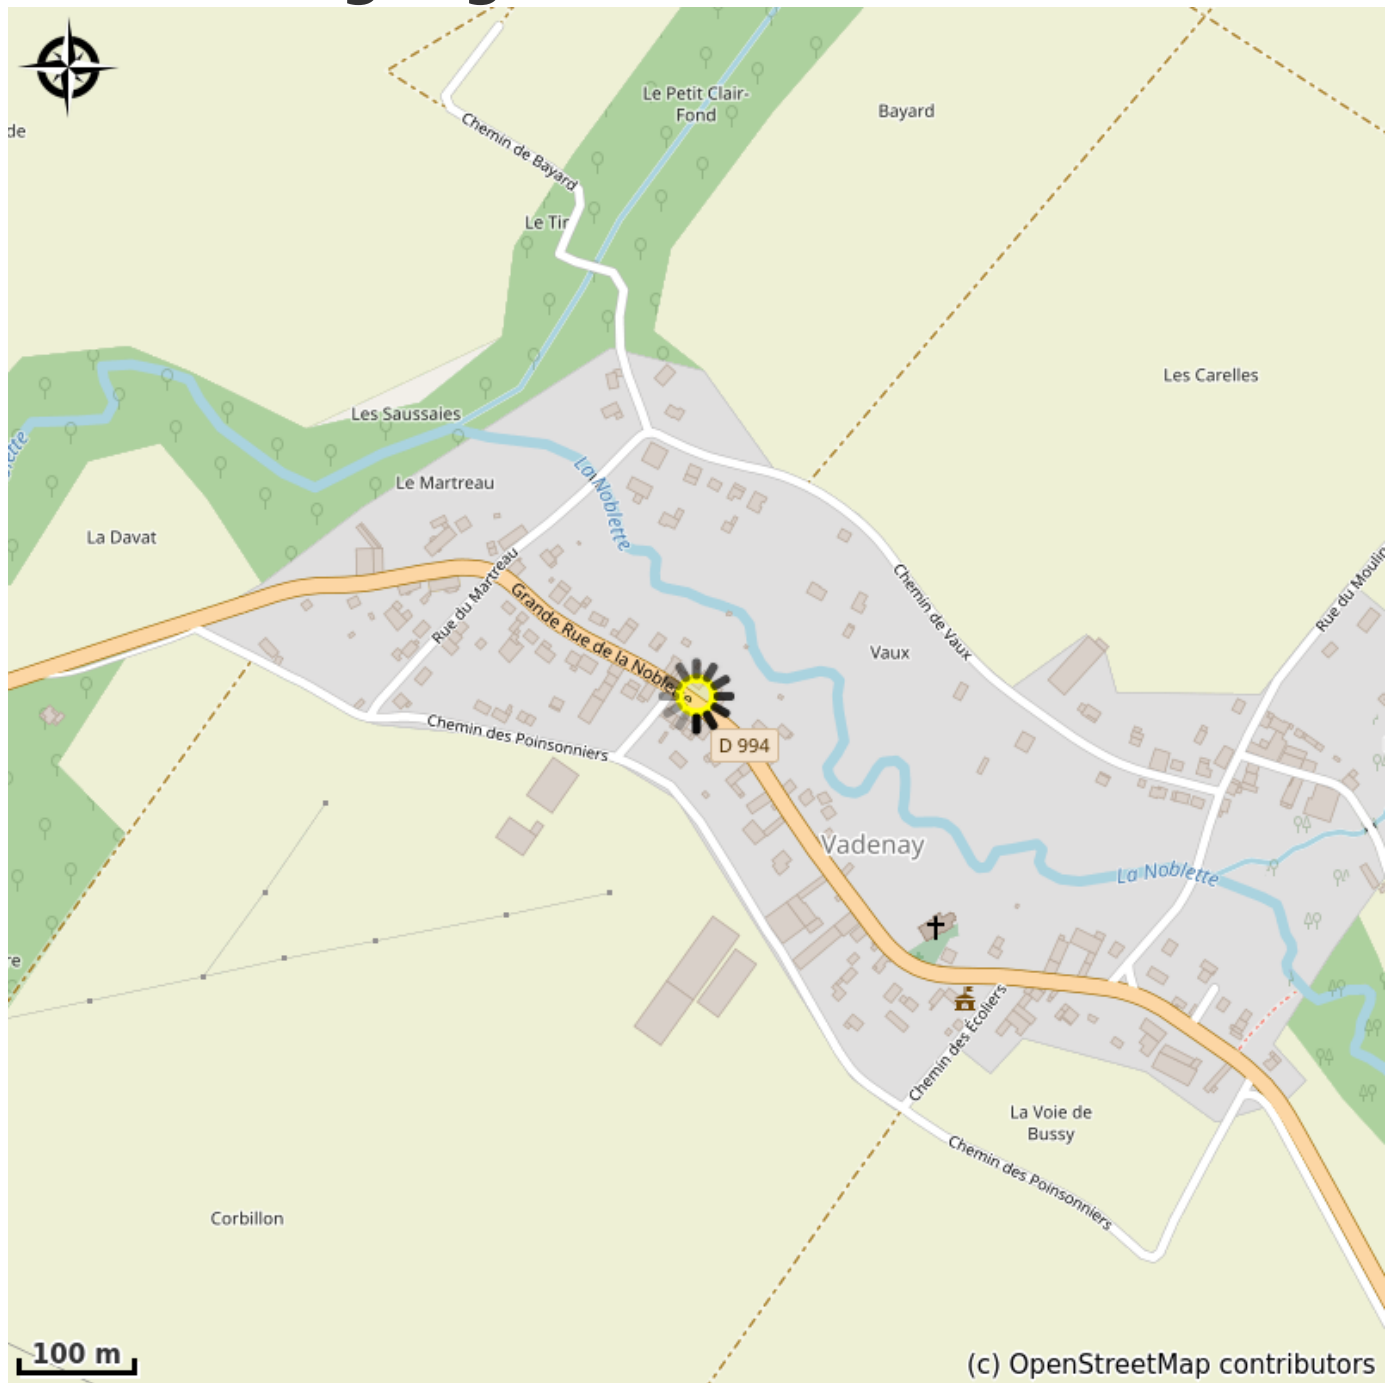 Le Petit Clair-
Fond
Bayard
de
Chemin de Bayard
Le Tir
Les Carelles
Les Saussaies
La Noblette
Le Martreau
La Davat
Rue du Martreau
Grande Rue de la Noblette
Chemin de Vaux
Rue du Moulin
Vaux
Chemin des Poinsonniers
D 994
Vadenay
La Noblette
re
Chemin des Écoliers
La Voie de
Bussy
Chemin des Poinsonniers
Corbillon
100 m
(c) OpenStreetMap contributors